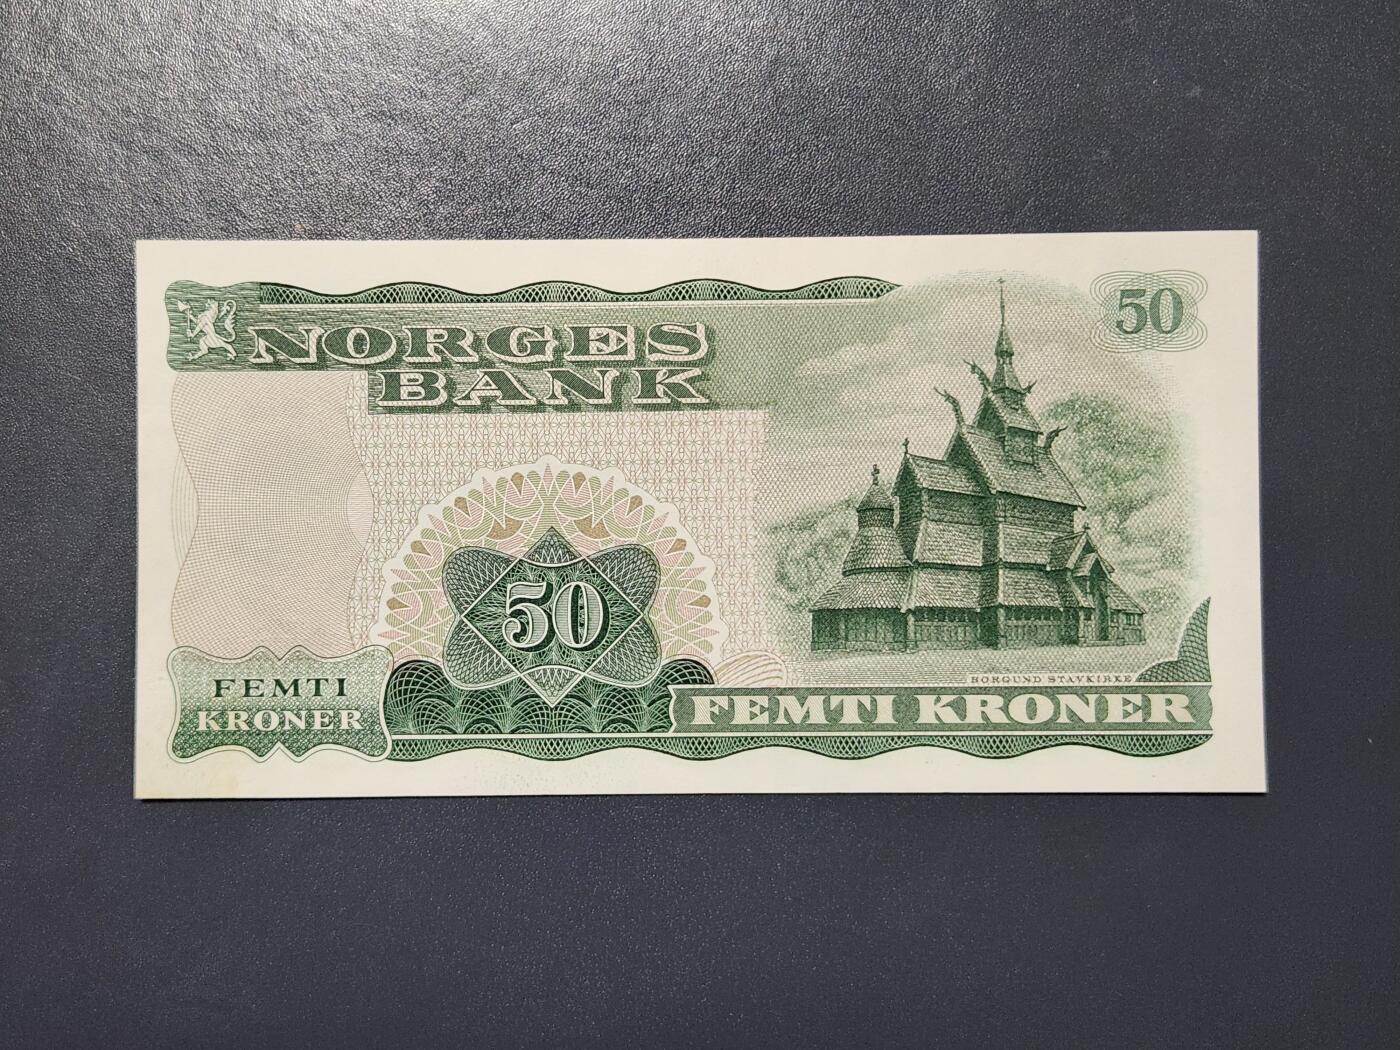 NORGES
BANK
50
50
BORGUND STAVKIRKE
FEMTI
KRONER
FEMTI KRONER